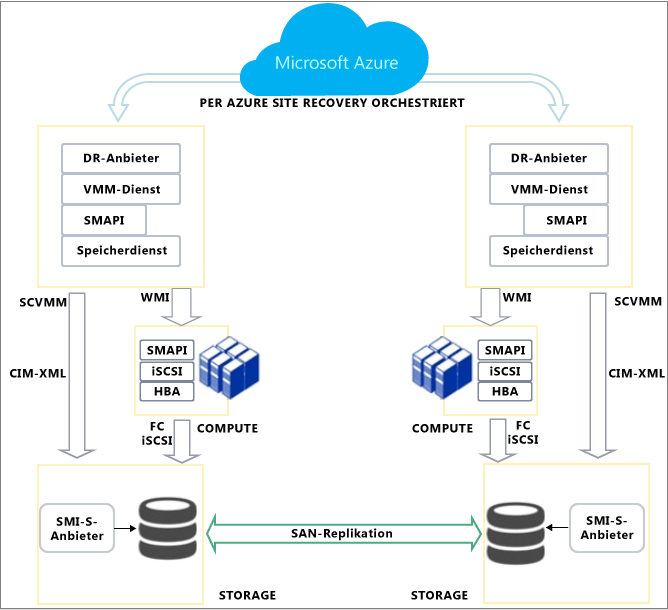 Microsoft Azure
PER AZURE SITE RECOVERY ORCHESTRIERT
DR-Anbieter
VMM-Dienst
SMAPI
Speicherdienst
DR-Anbieter
VMM-Dienst
SMAPI
Speicherdienst
SCVMM
WMI
WMI
SCVMM
CIM-XML
SMAPI
iSCSI
HBA
SMAPI
iSCSI
HBA
CIM-XML
FC
iSCSI
COMPUTE
COMPUTE
FC
iSCSI
SMI-S-
Anbieter
SAN-Replikation
SMI-S-
Anbieter
STORAGE
STORAGE